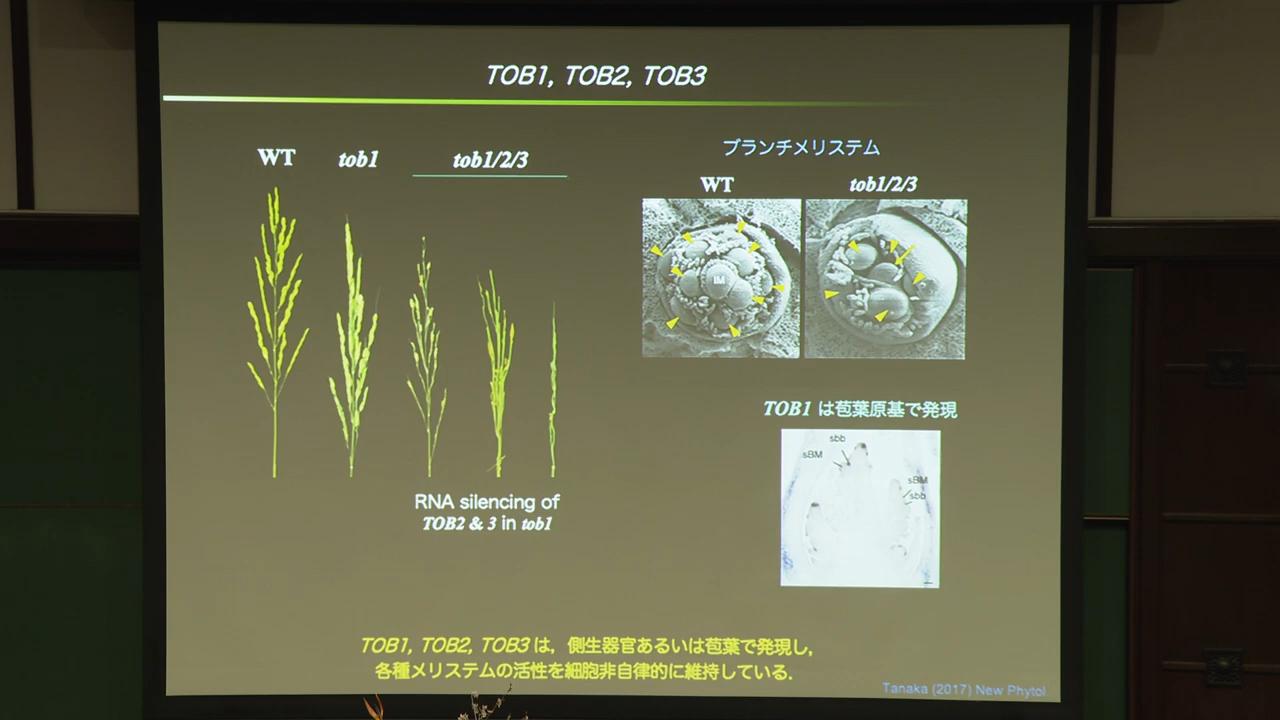 TOB1, TOB2, TOB3
WT
tob1
tob1/2/3
RNA silencing of
TOB2 & 3 in tob1
ブランチメリステム
WT
tob1/2/3
IM
TOB1 は苞葉原基で発現
sbb
sBM
sBM
sbb
TOB1, TOB2, TOB3 は，側生器官あるいは苞葉で発現し，
各種メリステムの活性を細胞非自律的に維持している．
Tanaka (2017) New Phytol